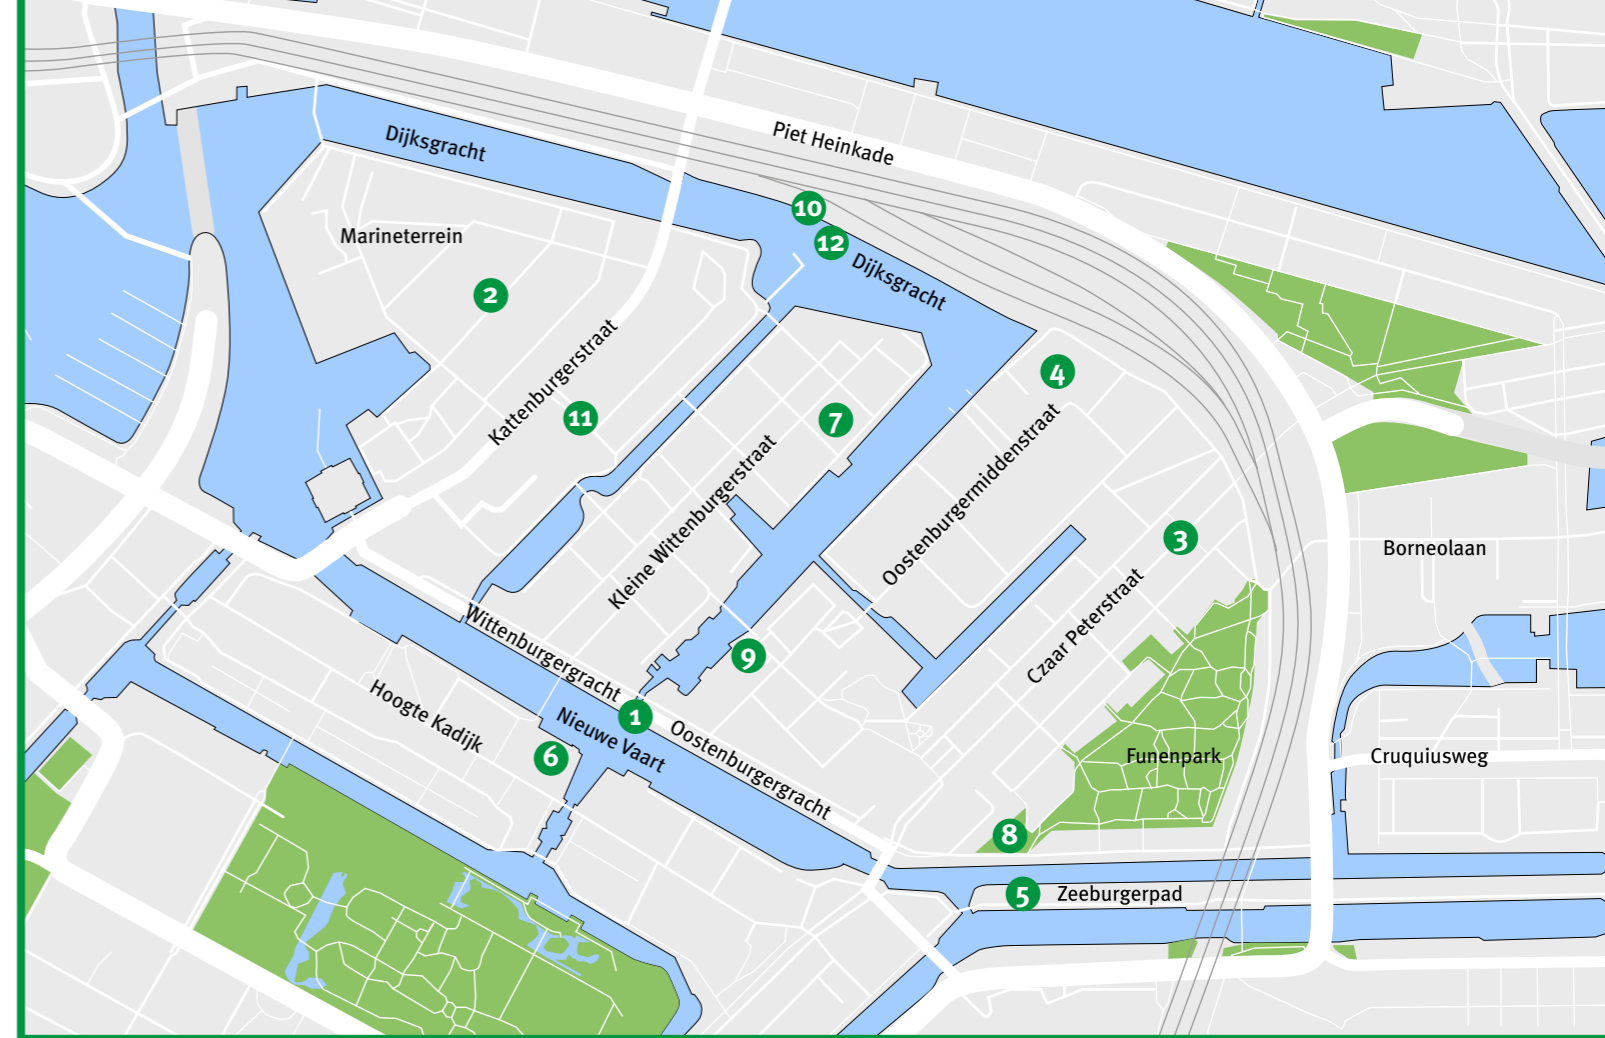 Dijksgracht
Piet Heinkade
10
Marineterrein
12
Dijksgracht
2
Kattenburgerstraat
4
11
7
Kleine Wittenburgerstraat
Oostenburgermiddenstraat
3
Borneolaan
Czaar Peterstraat
Wittenburgergracht
9
Hoogte Kadijk
1
Nieuwe Vaart
Oostenburgergracht
6
Funenpark
Cruquiusweg
8
5
Zeeburgerpad